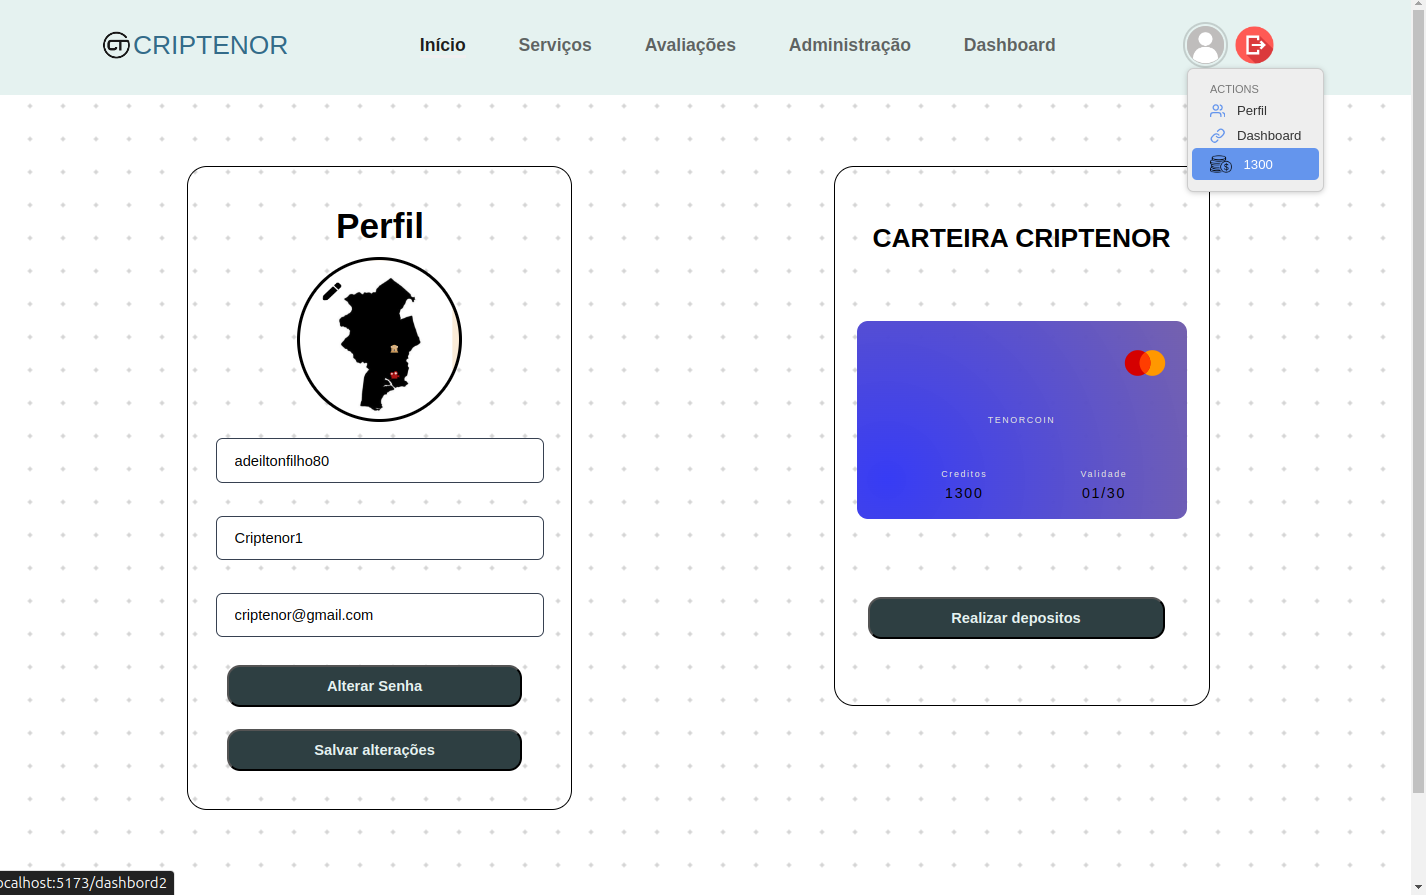 CT CRIPTENOR
Início
Serviços
Avaliações
Administração
Dashboard
ACTIONS
Perfil
Dashboard
$ 1300
Perfil
adeiltonfilho80
Criptenor1
criptenor@gmail.com
Alterar Senha
Salvar alterações
CARTEIRA CRIPTENOR
TENORCOIN
Creditos
1300
Validade
01/30
Realizar depositos
ocalhost:5173/dashbord2